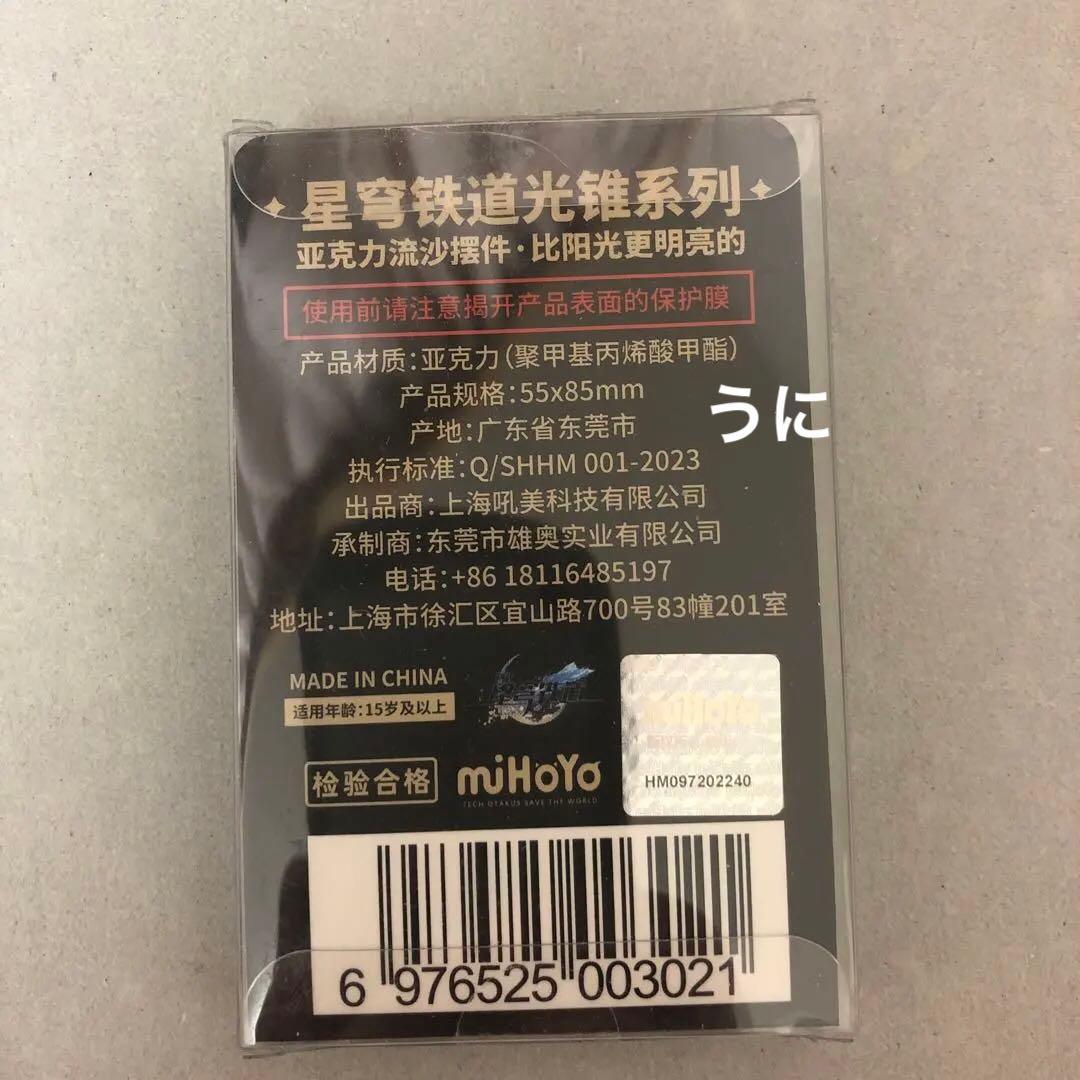 星穹铁道光锥系列
亚克力流沙摆件·比阳光更明亮的
使用前请注意揭开产品表面的保护膜
产品材质:亚克力(聚甲基丙烯酸甲酯)
产品规格:55x85mm
うに
产地:广东省东莞市
执行标准:Q/SHHM 001-2023
出品商:上海吼美科技有限公司
承制商:东莞市雄奥实业有限公司
电话:+86 18116485197
地址:上海市徐汇区宜山路700号83幢201室
MADE IN CHINA
适用年龄:15岁及以上
检验合格
miHoYo
TECH OTAKUS SAVE THE WORLD
miHoYo
HM097202240
6 976525 003021